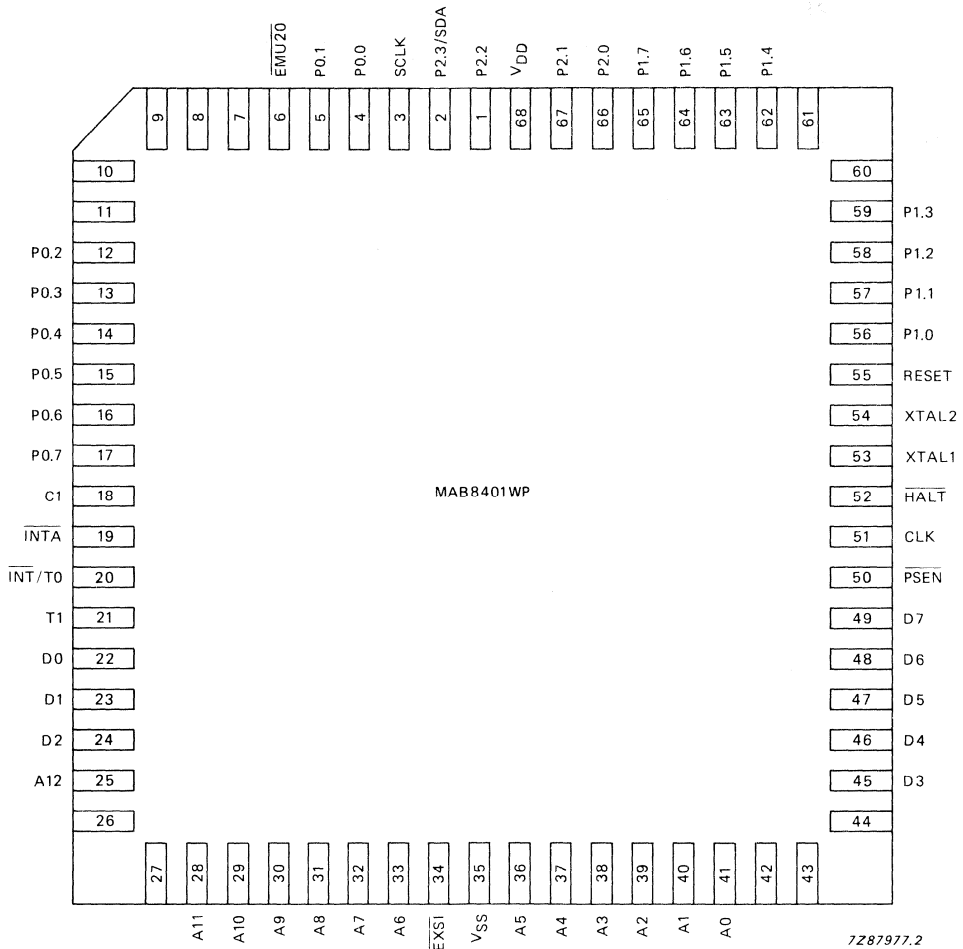 EMU20 P0.1 P0.0 SCLK P2.3/SDA P2.2 VDD P2.1 P2.0 P1.7 P1.6 P1.5 P1.4
9 8 7 6 5 4 3 2 1 68 67 66 65 64 63 62 61
10 60
11 59 P1.3
P0.2 12 58 P1.2
P0.3 13 57 P1.1
P0.4 14 56 P1.0
P0.5 15 55 RESET
P0.6 16 54 XTAL2
P0.7 17 53 XTAL1
C1 18 MAB8401WP 52 HALT
INTA 19 51 CLK
INT/T0 20 50 PSEN
T1 21 49 D7
D0 22 48 D6
D1 23 47 D5
D2 24 46 D4
A12 25 45 D3
26 44
27 28 29 30 31 32 33 34 35 36 37 38 39 40 41 42 43
A11 A10 A9 A8 A7 A6 EXSI VSS A5 A4 A3 A2 A1 A0
7Z87977.2